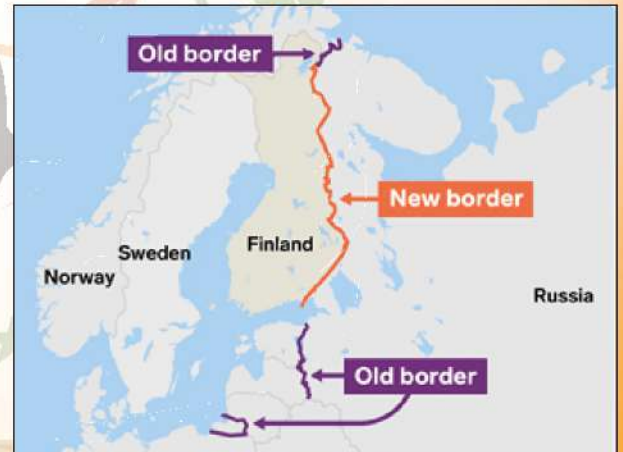 Old border
New border
Finland
Sweden
Norway
Russia
Old border